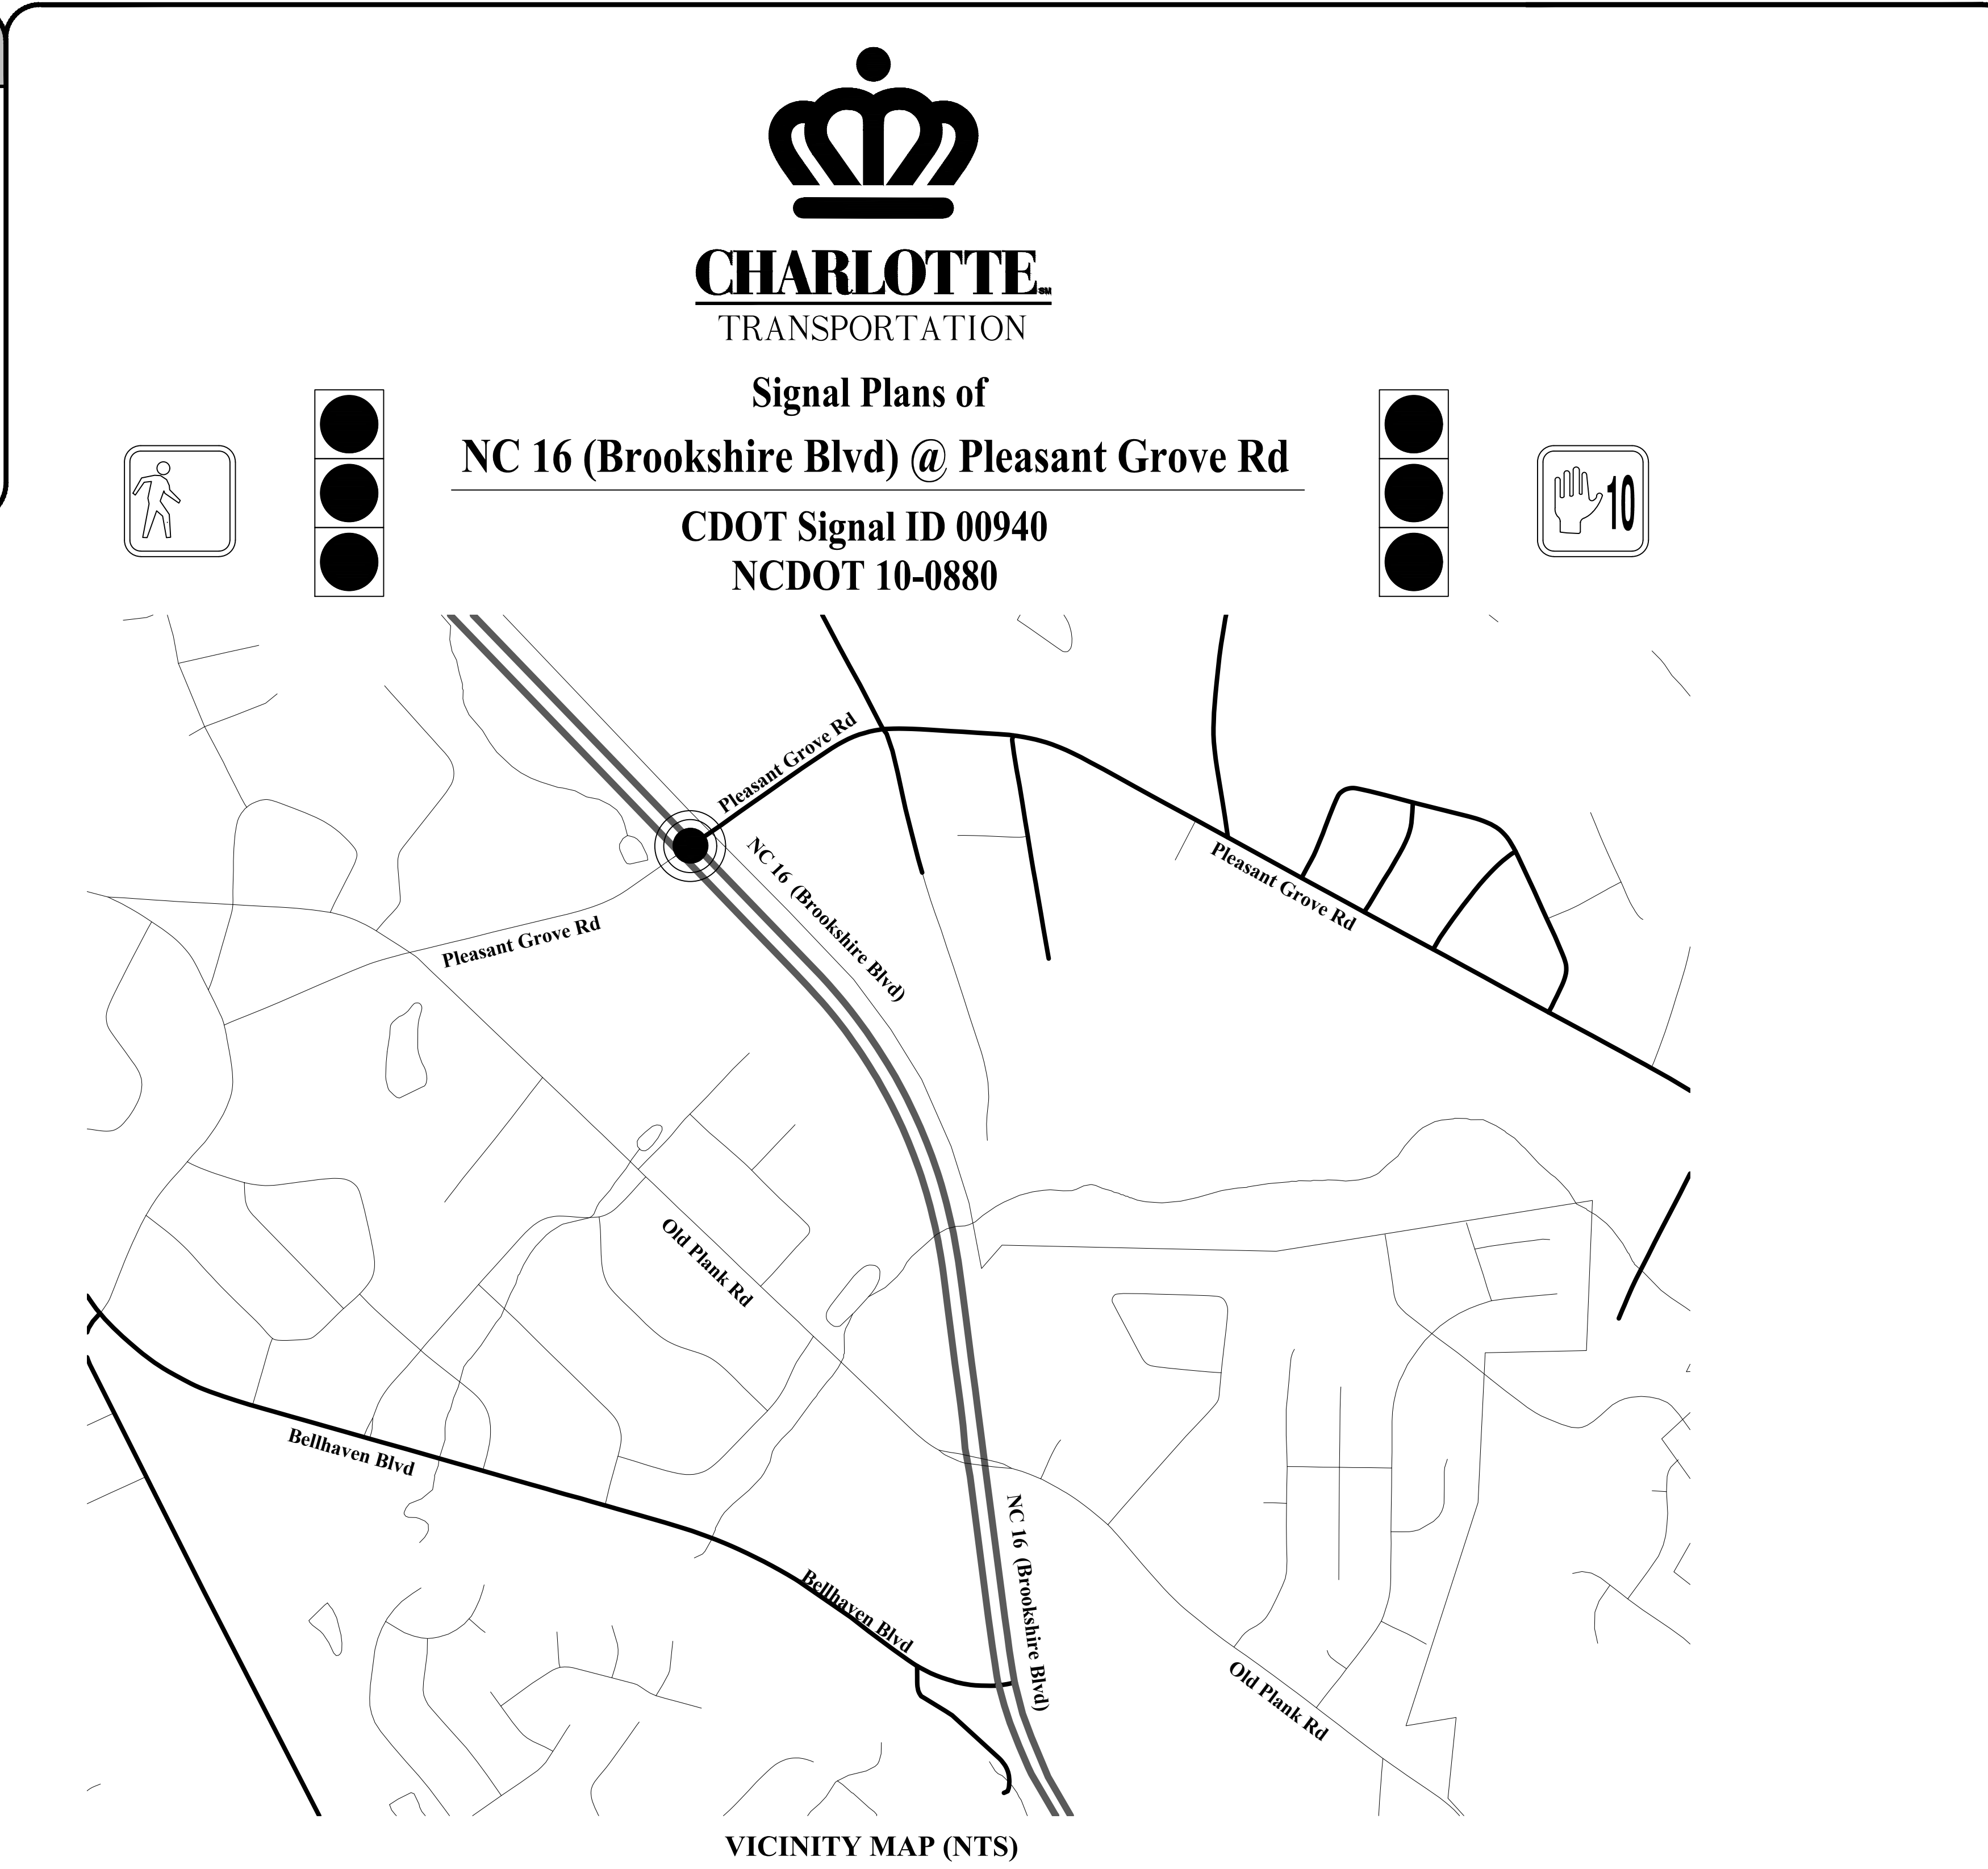 CHARLOTTE SM
TRANSPORTATION
Signal Plans of
NC 16 (Brookshire Blvd) @ Pleasant Grove Rd
CDOT Signal ID 00940
NCDOT 10-0880
10
Pleasant Grove Rd
NC 16 (Brookshire Blvd)
Pleasant Grove Rd
Pleasant Grove Rd
Old Plank Rd
Bellhaven Blvd
NC 16 (Brookshire Blvd)
Bellhaven Blvd
Old Plank Rd
VICINITY MAP (NTS)